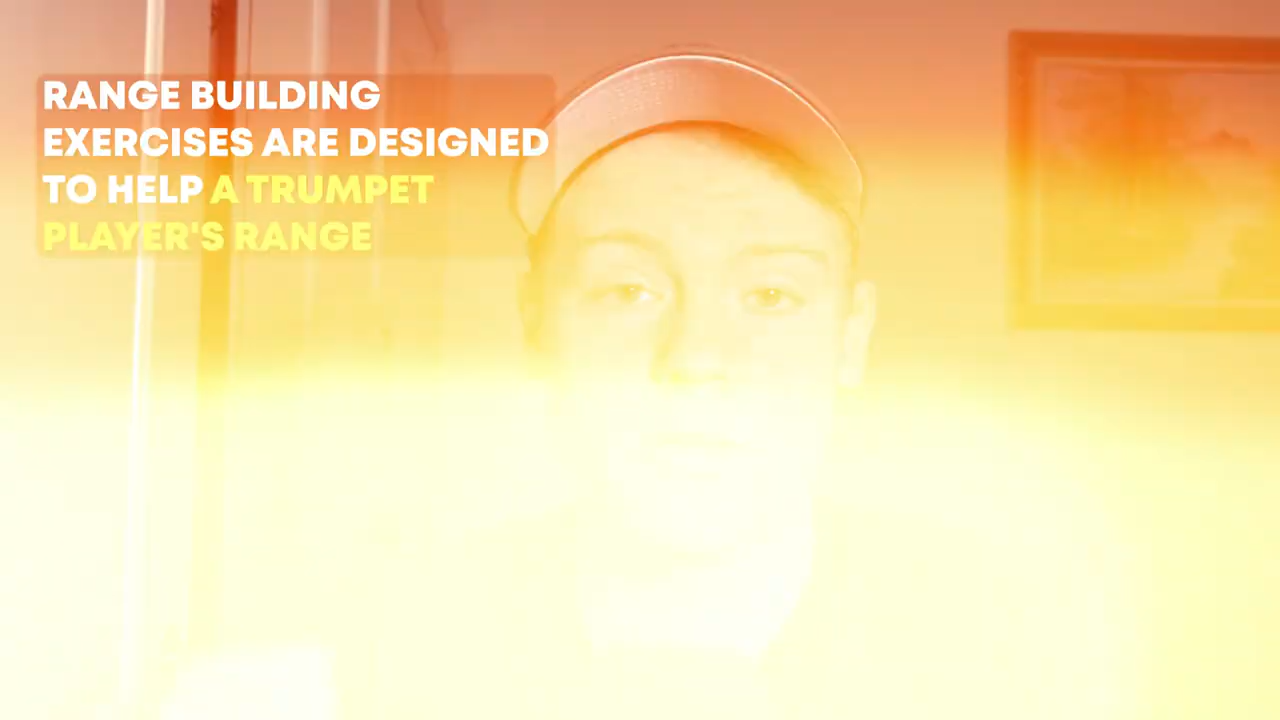 RANGE BUILDING
EXERCISES ARE DESIGNED
TO HELP A TRUMPET
PLAYER'S RANGE